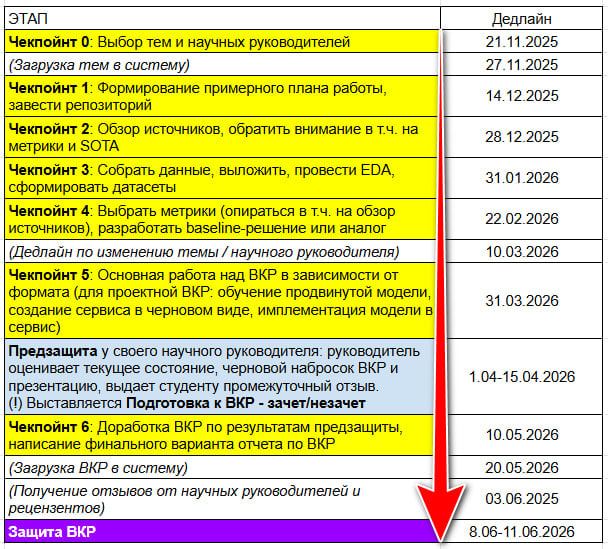 ЭТАП
Дедлайн
Чекпойнт 0: Выбор тем и научных руководителей
21.11.2025
(Загрузка тем в систему)
27.11.2025
Чекпойнт 1: Формирование примерного плана работы,
завести репозиторий
14.12.2025
Чекпойнт 2: Обзор источников, обратить внимание в т.ч. на
метрики и SOTA
28.12.2025
Чекпойнт 3: Собрать данные, выложить, провести EDA,
сформировать датасеты
31.01.2026
Чекпойнт 4: Выбрать метрики (опираться в т.ч. на обзор
источников), разработать baseline-решение или аналог
22.02.2026
(Дедлайн по изменению темы / научного руководителя)
10.03.2026
Чекпойнт 5: Основная работа над ВКР в зависимости от
формата (для проектной ВКР: обучение продвинутой модели,
создание сервиса в черновом виде, имплементация модели в
сервис)
31.03.2026
Предзащита у своего научного руководителя: руководитель
оценивает текущее состояние, черновой набросок ВКР и
презентацию, выдает студенту промежуточный отзыв.
(!) Выставляется Подготовка к ВКР - зачет/незачет
1.04-15.04.2026
Чекпойнт 6: Доработка ВКР по результатам предзащиты,
написание финального варианта отчета по ВКР
10.05.2026
(Загрузка ВКР в систему)
20.05.2026
(Получение отзывов от научных руководителей и
рецензентов)
03.06.2025
Защита ВКР
8.06-11.06.2026